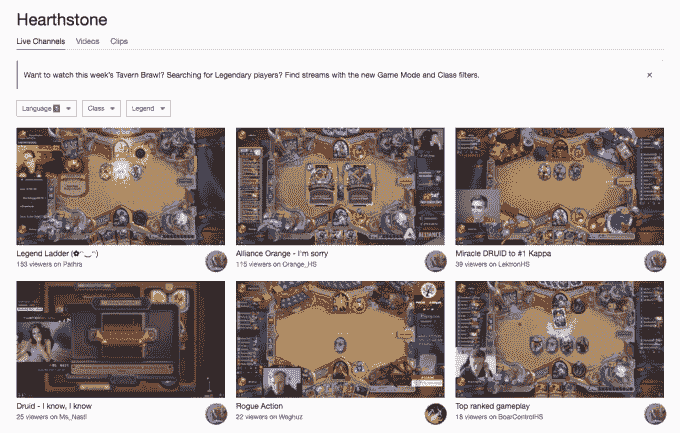 Hearthstone
Live Channels Videos Clips
Want to watch this week's Tavern Brawl? Searching for Legendary players? Find streams with the new Game Mode and Class filters.
Language 1 Class Legend
Legend Ladder (✿◠‿◠)
153 viewers on Pathra
Alliance Orange - I'm sorry
115 viewers on Orange_HS
ALLIANCE
Miracle DRUID to #1 Kappa
39 viewers on LektronHS
Druid - I know, I know
25 viewers on Ms_Nasti
Rogue Action
22 viewers on Weghuz
Top ranked gameplay
18 viewers on BoarControlHS